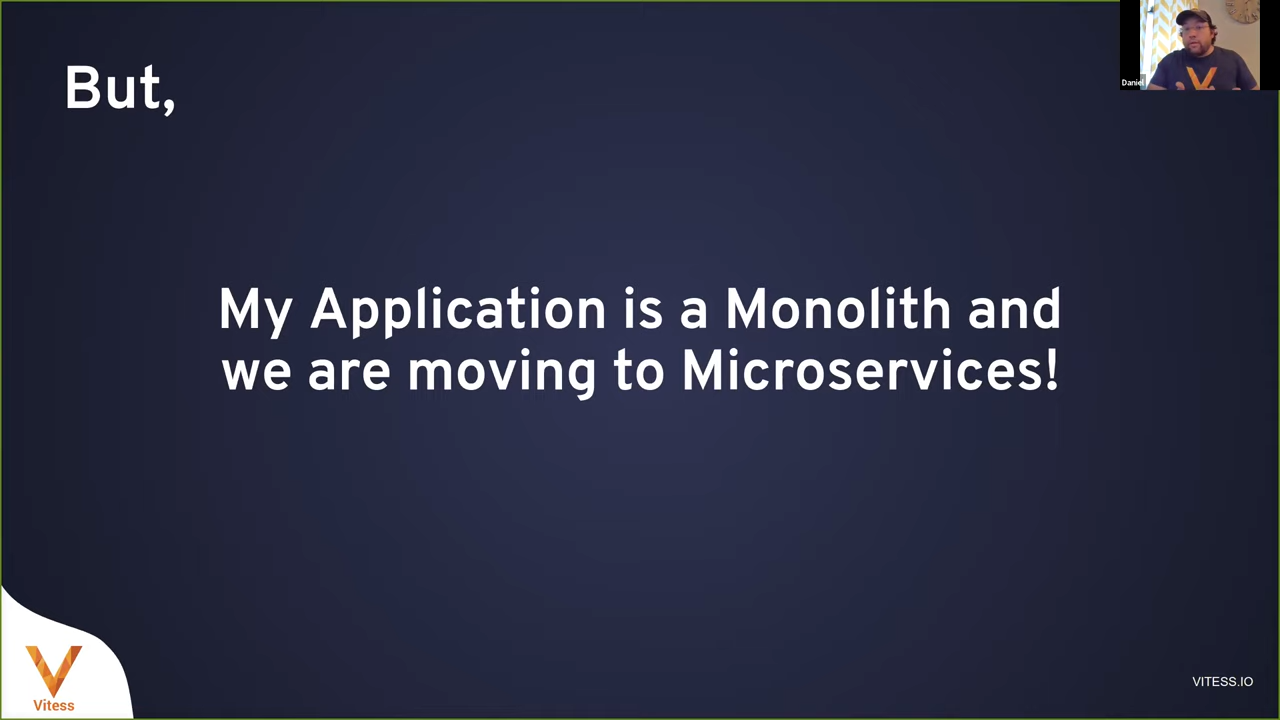 But,
Daniel
My Application is a Monolith and
we are moving to Microservices!
Vitess
VITESS.IO